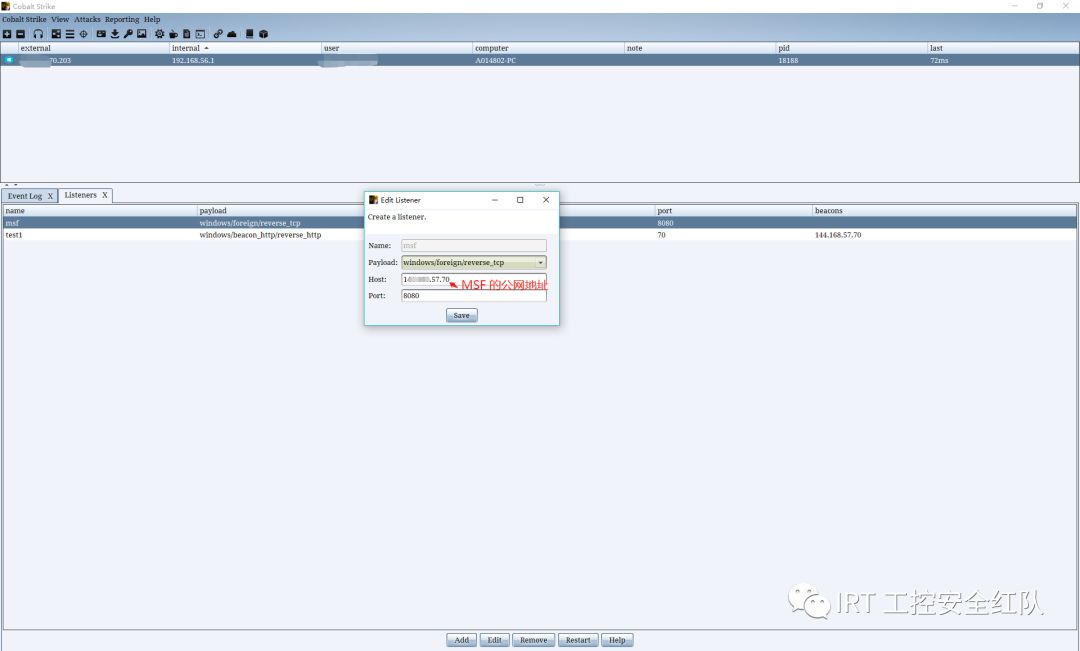 Cobalt Strike
Cobalt Strike View Attacks Reporting Help
external internal user computer note pid last
70.203 192.168.56.1 A014802-PC 18188 72ms
Event Log X Listeners X
name payload port beacons
msf windows/foreign/reverse_tcp 8080
test1 windows/beacon_http/reverse_http 70 144.168.57.70
Edit Listener
Create a listener.
Name: msf
Payload: windows/foreign/reverse_tcp
Host: 14 .57.70
MSF 的公网地址
Port: 8080
Save
IRT 工控安全红队
Add Edit Remove Restart Help